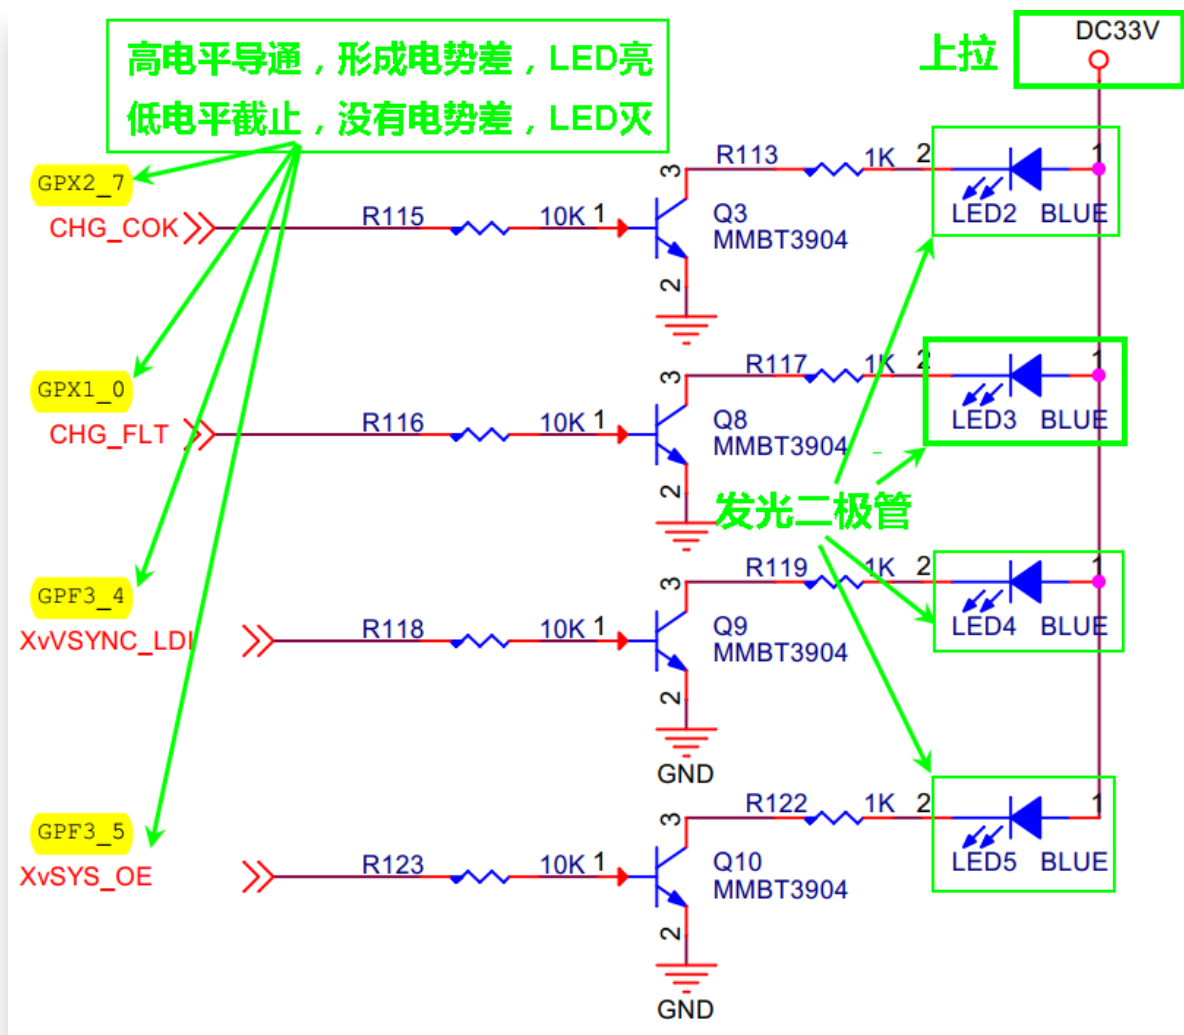 高电平导通，形成电势差，LED亮
低电平截止，没有电势差，LED灭
上拉
DC33V
GPX2_7
CHG_COK
R115
10K
1
3
2
Q3
MMBT3904
R113
1K
2
1
LED2
BLUE
GPX1_0
CHG_FLT
R116
10K
1
3
2
Q8
MMBT3904
R117
1K
2
1
LED3
BLUE
发光二极管
GPF3_4
XvVSYNC_LDI
R118
10K
1
3
2
Q9
MMBT3904
R119
1K
2
1
LED4
BLUE
GND
GPF3_5
XvSYS_OE
R123
10K
1
3
2
Q10
MMBT3904
R122
1K
2
1
LED5
BLUE
GND